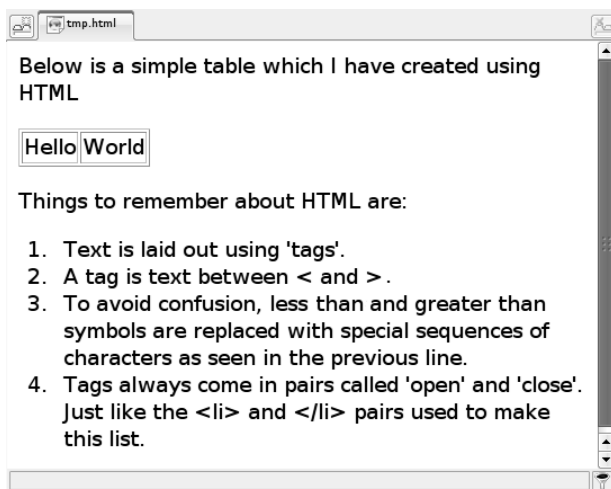 tmp.html
Below is a simple table which I have created using
HTML
Hello World
Things to remember about HTML are:
1. Text is laid out using 'tags'.
2. A tag is text between < and > .
3. To avoid confusion, less than and greater than
symbols are replaced with special sequences of
characters as seen in the previous line.
4. Tags always come in pairs called 'open' and 'close'.
Just like the <li> and </li> pairs used to make
this list.